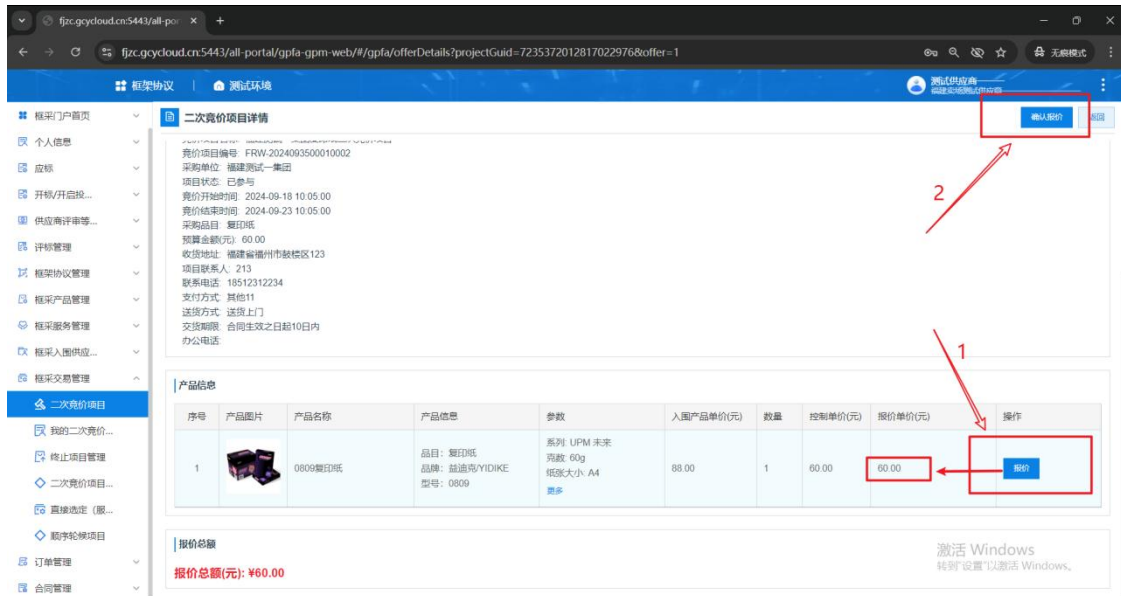 fjzc.gcycloud.cn:5443/all-por
fjzc.gcycloud.cn:5443/all-portal/gpfa-gpm-web/#/gpfa/offerDetails?projectGuid=7235372012817022976&offer=1
无痕模式
框架协议
测试环境
测试供应商
福建卖场测试供应商
框采门户首页
个人信息
应标
开标/开启投...
供应商评审等...
评标管理
框架协议管理
框采产品管理
框采服务管理
框采入围供应...
框采交易管理
二次竞价项目
我的二次竞价...
终止项目管理
二次竞价项目...
直接选定（服...
顺序轮候项目
订单管理
合同管理
二次竞价项目详情
确认报价
返回
竞价项目编号: FRW-2024093500010002
采购单位: 福建测试一集团
项目状态: 已参与
竞价开始时间: 2024-09-18 10:05:00
竞价结束时间: 2024-09-23 10:05:00
采购品目: 复印纸
预算金额(元): 60.00
收货地址: 福建省福州市鼓楼区123
项目联系人: 213
联系电话: 18512312234
支付方式: 其他11
送货方式: 送货上门
交货期限: 合同生效之日起10日内
办公电话:
2
1
产品信息
序号 产品图片 产品名称 产品信息 参数 入围产品单价(元) 数量 控制单价(元) 报价单价(元) 操作
1 0809复印纸 品目：复印纸
品牌：益迪克/YIDIKE
型号：0809
系列: UPM 未来
克数: 60g
纸张大小: A4
更多
88.00 1 60.00 60.00 报价
报价总额
报价总额(元): ¥60.00
激活 Windows
转到"设置"以激活 Windows。